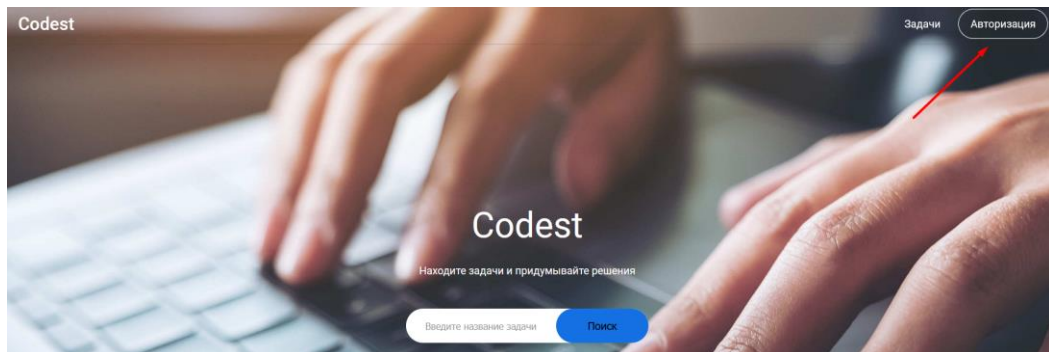 Codest
Задачи
Авторизация
Codest
Находите задачи и придумывайте решения
Введите название задачи
Поиск